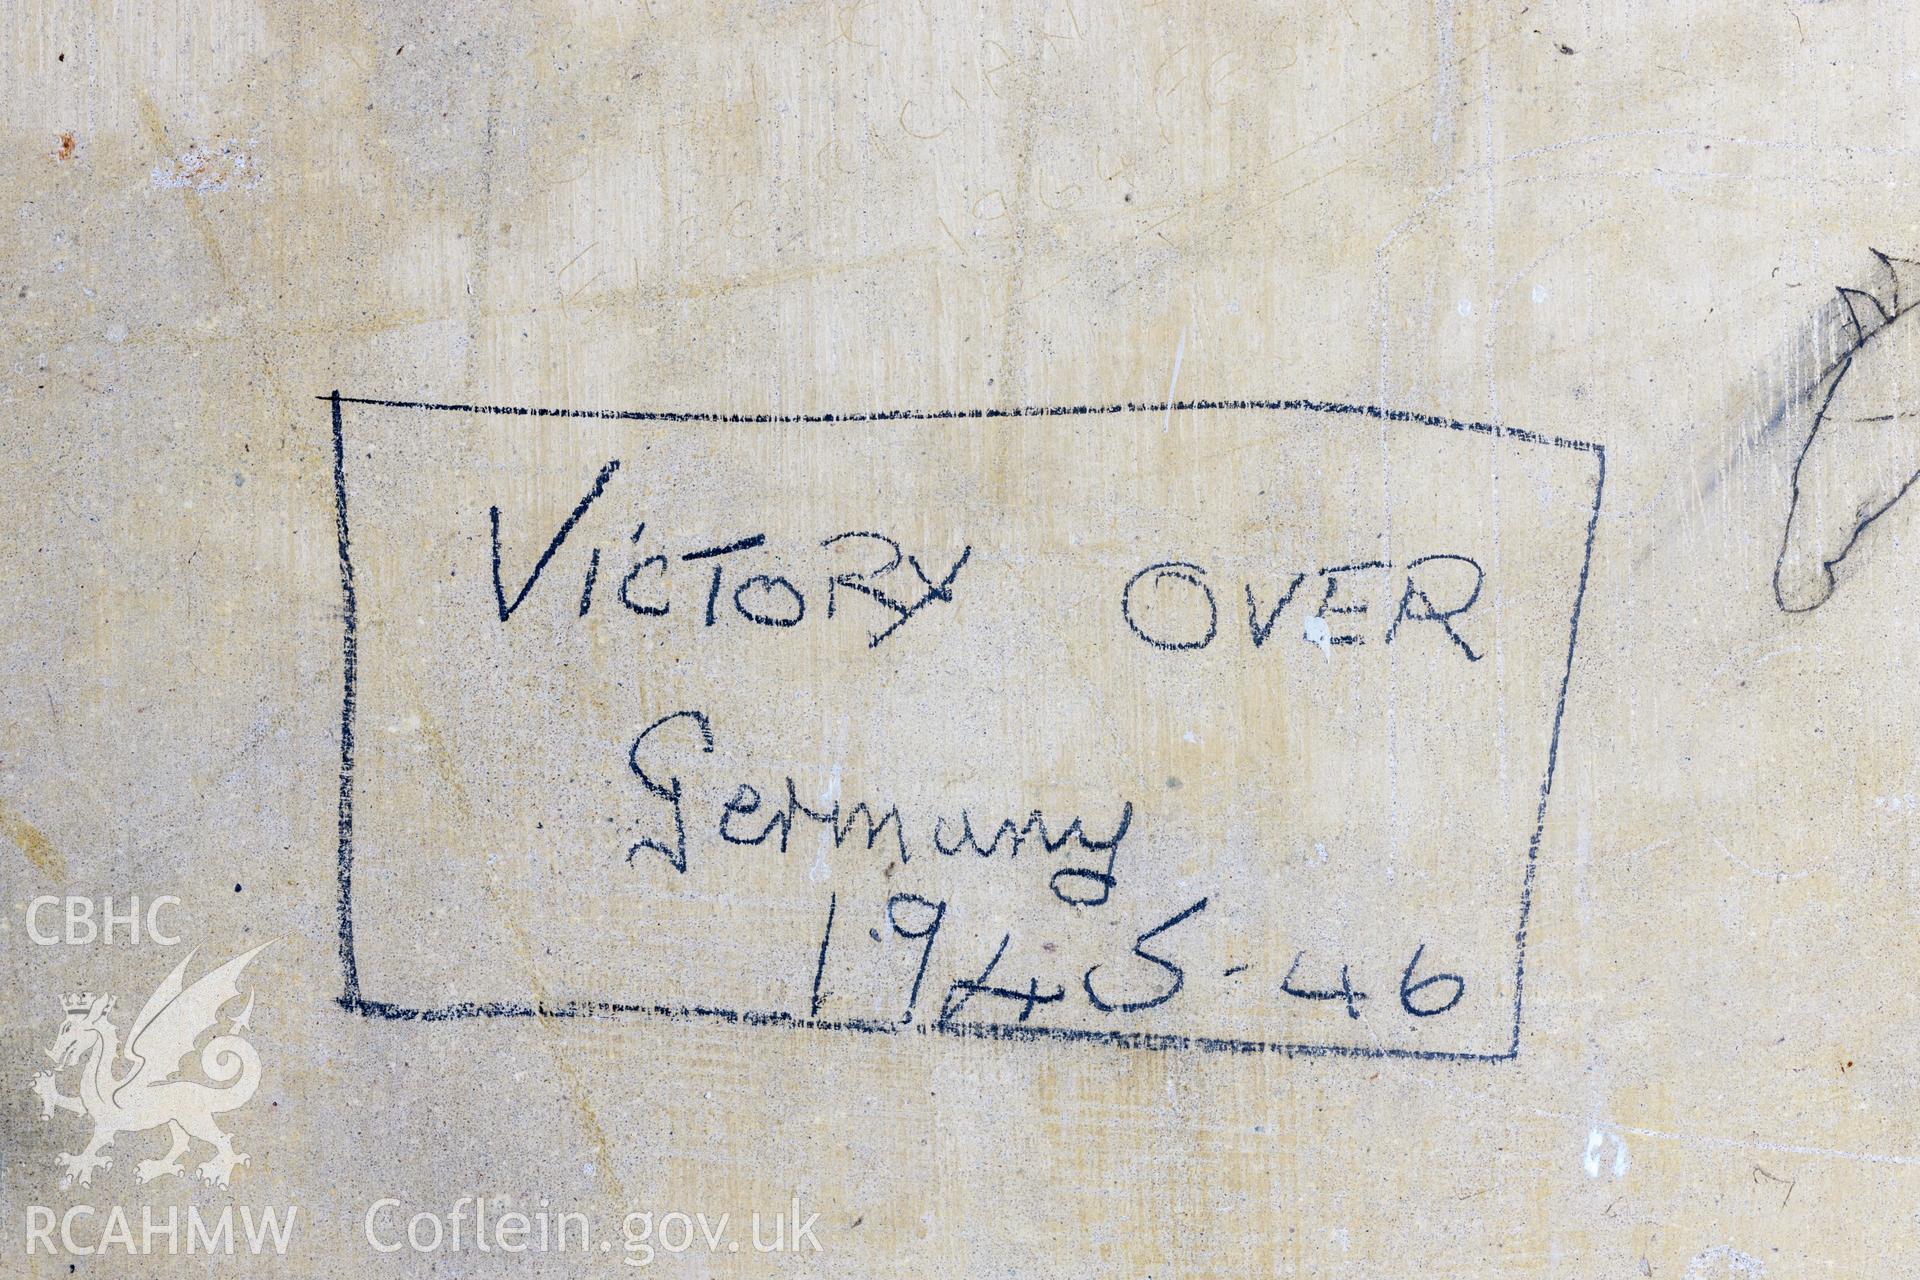 VICTORY OVER
Germany
1945-46
CBHC
RCAHMW Coflein.gov.uk